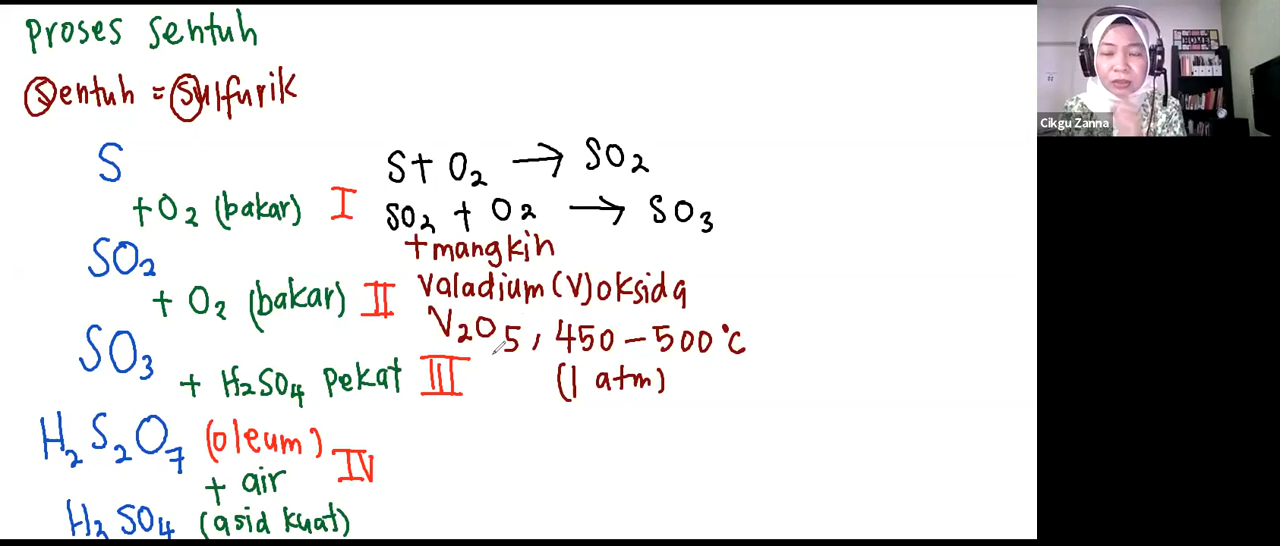 Proses Sentuh
Sentuh = Sulfurik
S
+ O2 (bakar) I
SO2
+ O2 (bakar) II
SO3
+ H2SO4 pekat III
H2S2O7 (oleum)
+ air IV
H2SO4 (asid kuat)
S + O2 → SO2
SO2 + O2 → SO3
+mangkin
valadium (V) oksida
V2O5, 450 – 500 °C
(1 atm)
HOME
Cikgu Zanna